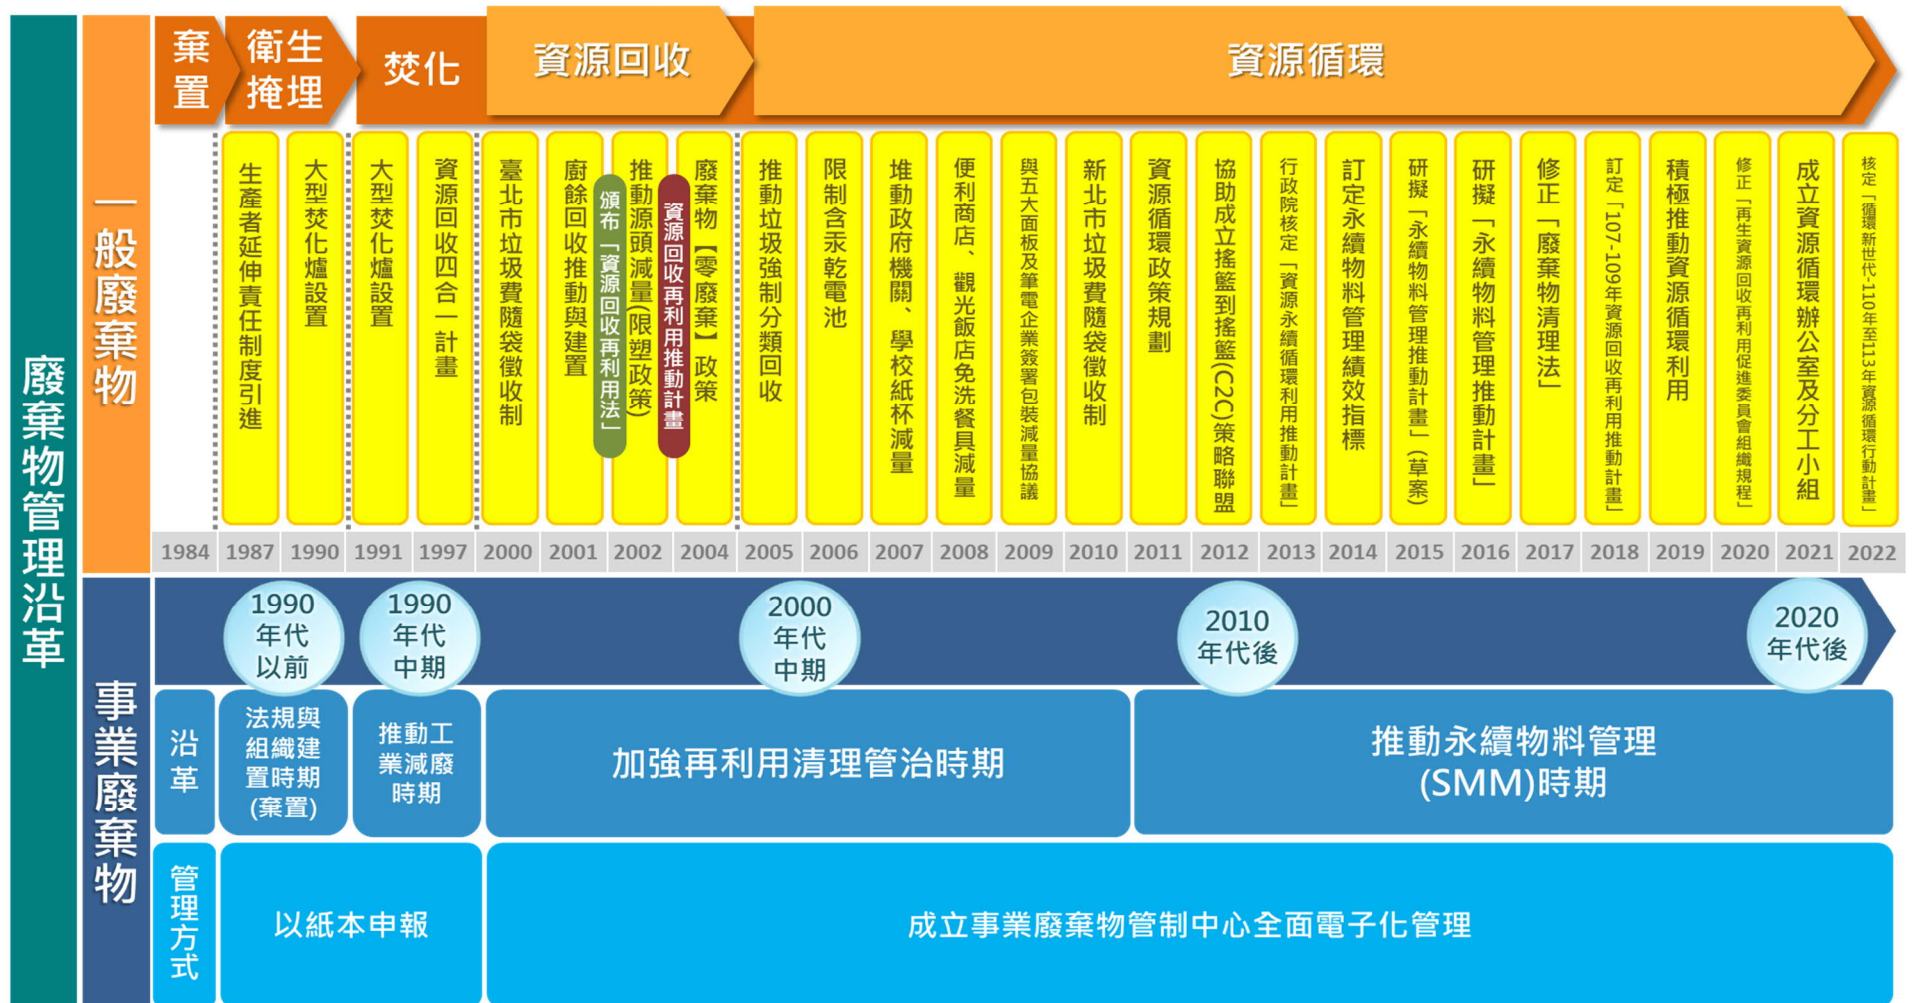 廢棄物管理沿革
一般廢棄物
棄置
衛生
掩埋
焚化
資源回收
資源循環
生產者延伸責任制度引進
大型焚化爐設置
大型焚化爐設置
資源回收四合一計畫
臺北市垃圾費隨袋徵收制
廚餘回收推動與建置
頒布「資源回收再利用法」
推動源頭減量(限塑政策)
資源回收再利用推動計畫
廢棄物【零廢棄】政策
推動垃圾強制分類回收
限制含汞乾電池
堆動政府機關、學校紙杯減量
便利商店、觀光飯店免洗餐具減量
與五大面板及筆電企業簽署包裝減量協議
新北市垃圾費隨袋徵收制
資源循環政策規劃
協助成立搖籃到搖籃(C2C)策略聯盟
行政院核定「資源永續循環利用推動計畫」
訂定永續物料管理績效指標
研擬「永續物料管理推動計畫」(草案)
研擬「永續物料管理推動計畫」
修正「廢棄物清理法」
訂定「107-109年資源回收再利用推動計畫」
積極推動資源循環利用
修正「再生資源回收再利用促進委員會組織規程」
成立資源循環辦公室及分工小組
核定「循環新世代-110年至113年資源循環行動計畫」
1984 1987 1990 1991 1997 2000 2001 2002 2004 2005 2006 2007 2008 2009 2010 2011 2012 2013 2014 2015 2016 2017 2018 2019 2020 2021 2022
事業廢棄物
1990
年代
以前
1990
年代
中期
2000
年代
中期
2010
年代後
2020
年代後
沿革
法規與
組織建
置時期
(棄置)
推動工
業減廢
時期
加強再利用清理管治時期
推動永續物料管理
(SMM)時期
管理方式
以紙本申報
成立事業廢棄物管制中心全面電子化管理